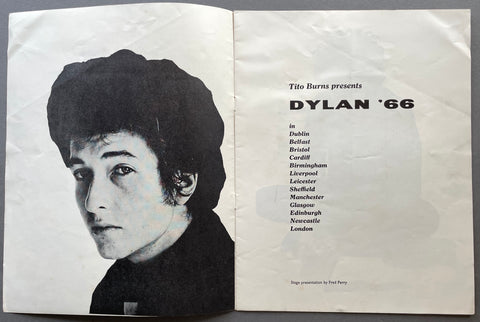 Tito Burns presents
DYLAN '66
in
Dublin
Belfast
Bristol
Cardiff
Birmingham
Liverpool
Leicester
Sheffield
Manchester
Glasgow
Edinburgh
Newcastle
London
Stage presentation by Fred Perry